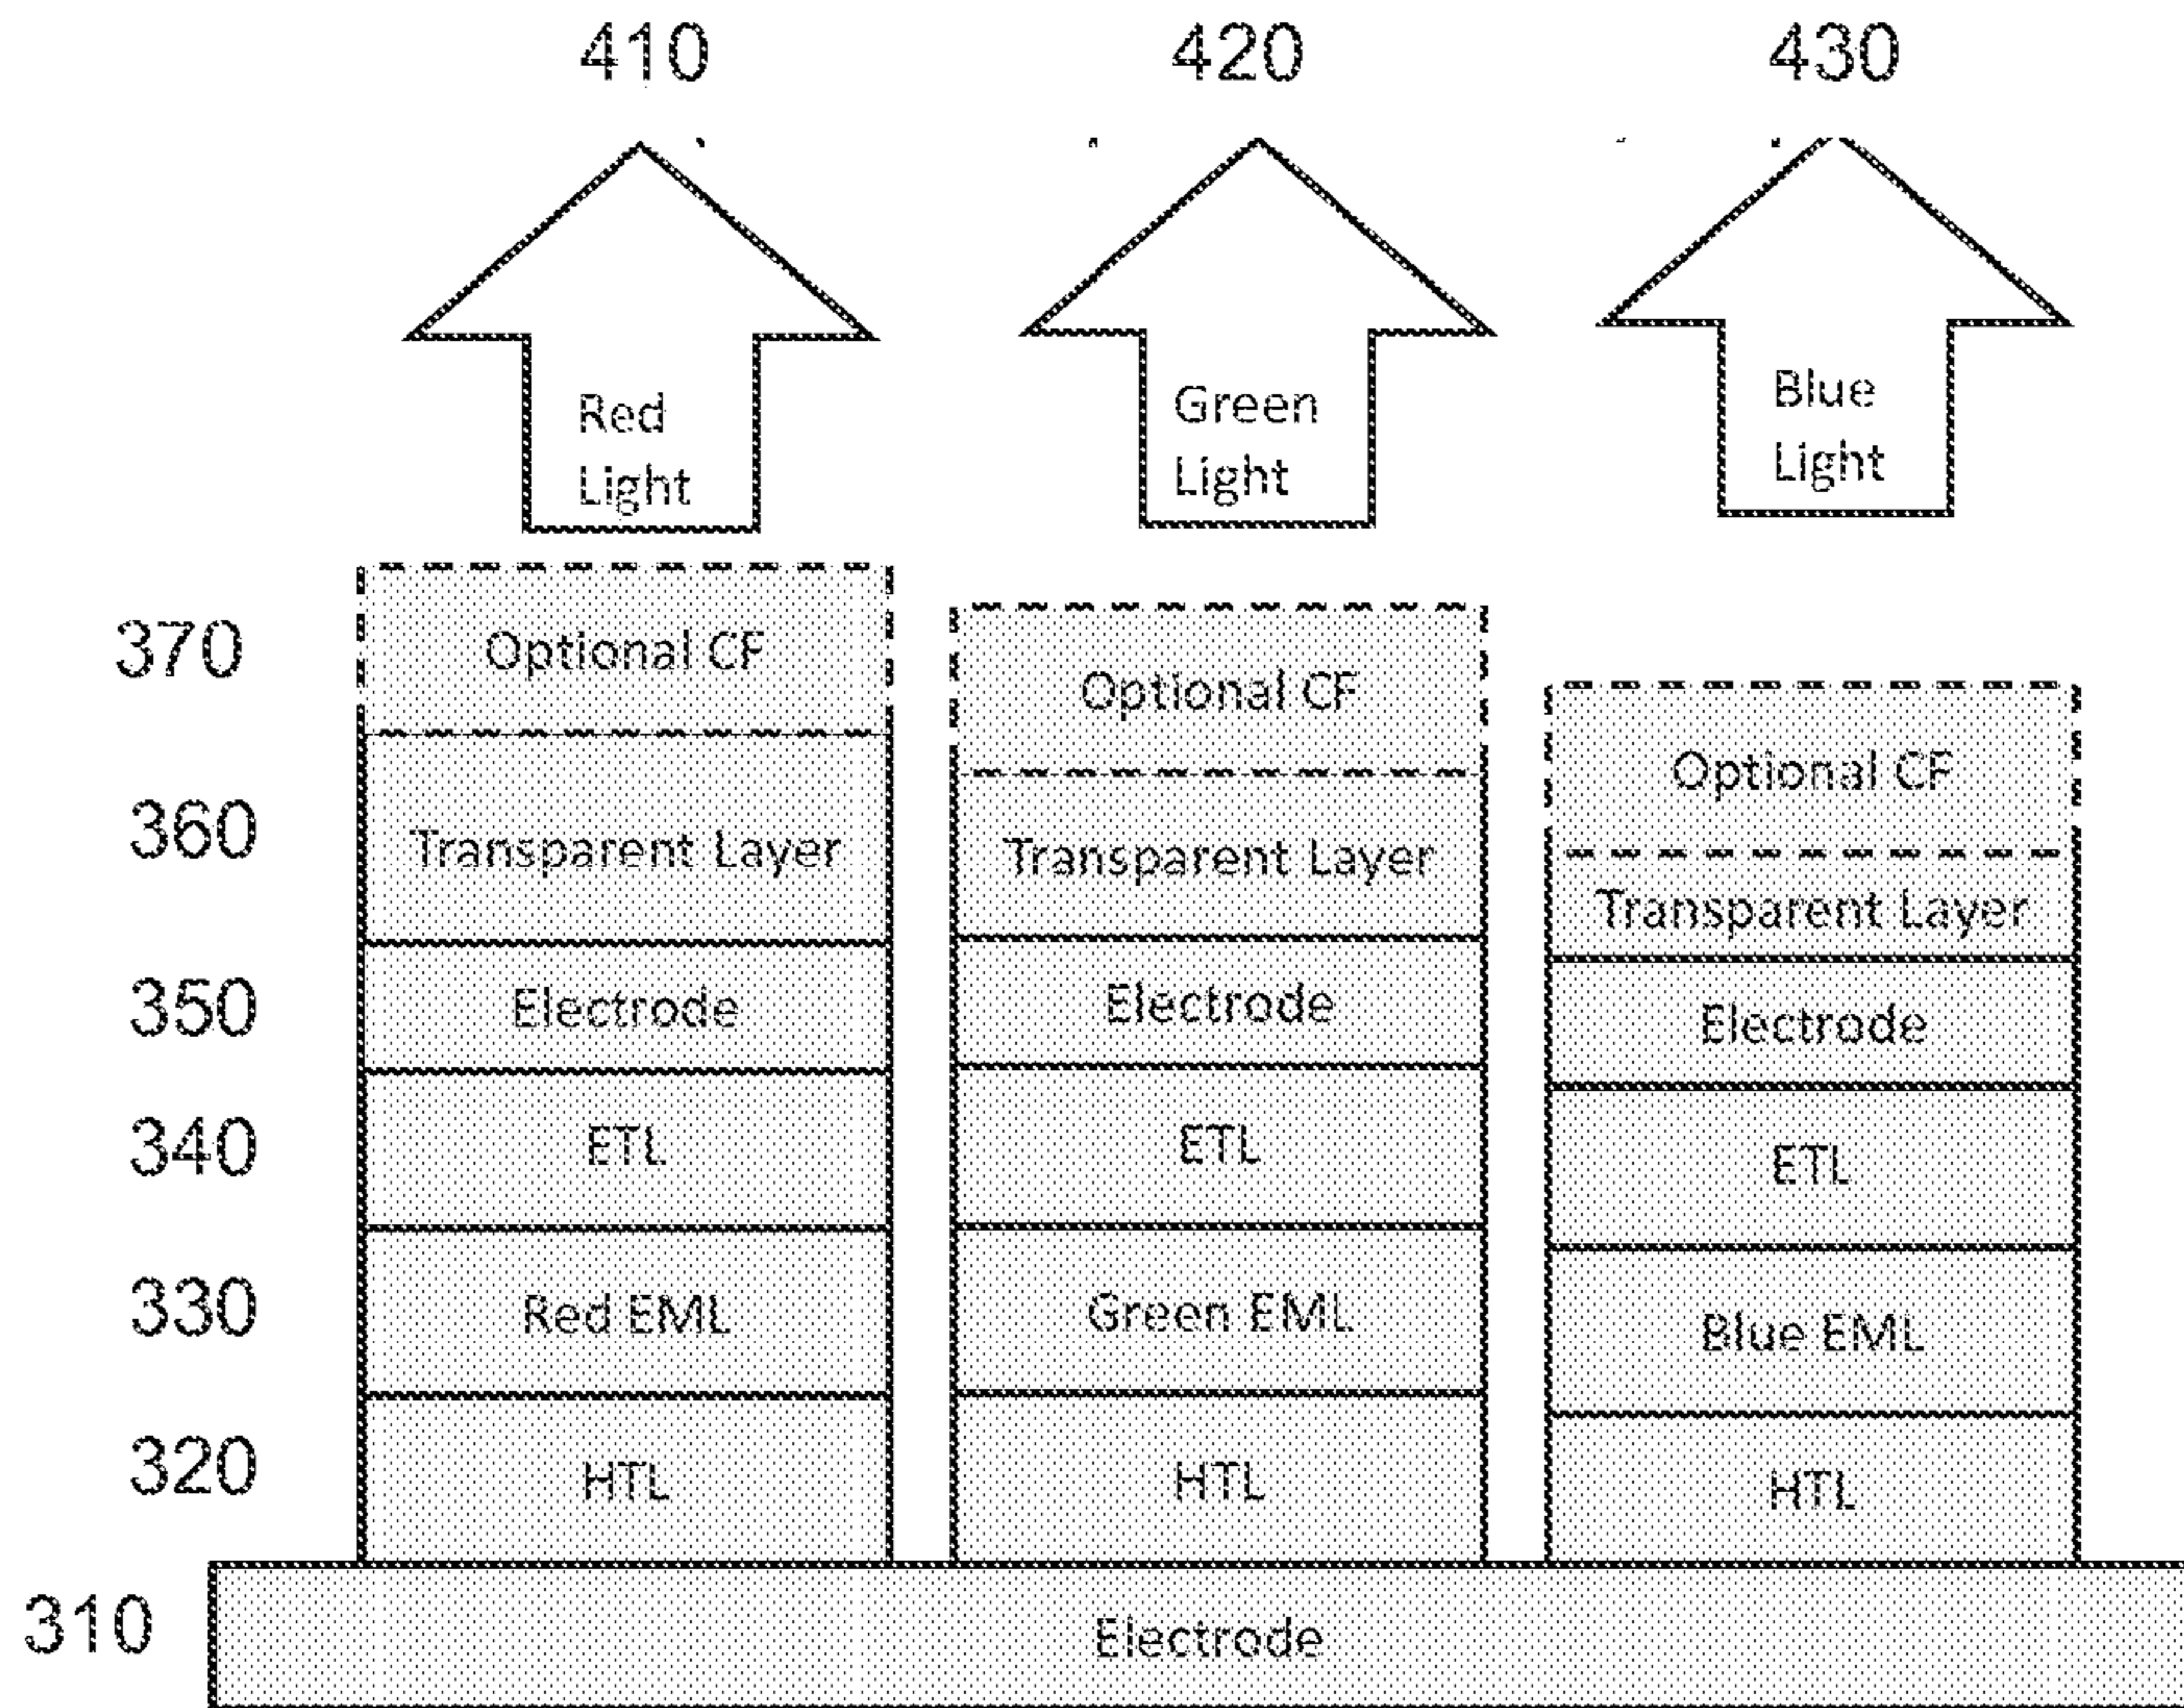 410 420 430
Red Light
Green Light
Blue Light
370 Optional CF Optional CF Optional CF
360 Transparent Layer Transparent Layer Transparent Layer
350 Electrode Electrode Electrode
340 ETL ETL ETL
330 Red EML Green EML Blue EML
320 HTL HTL HTL
310 Electrode